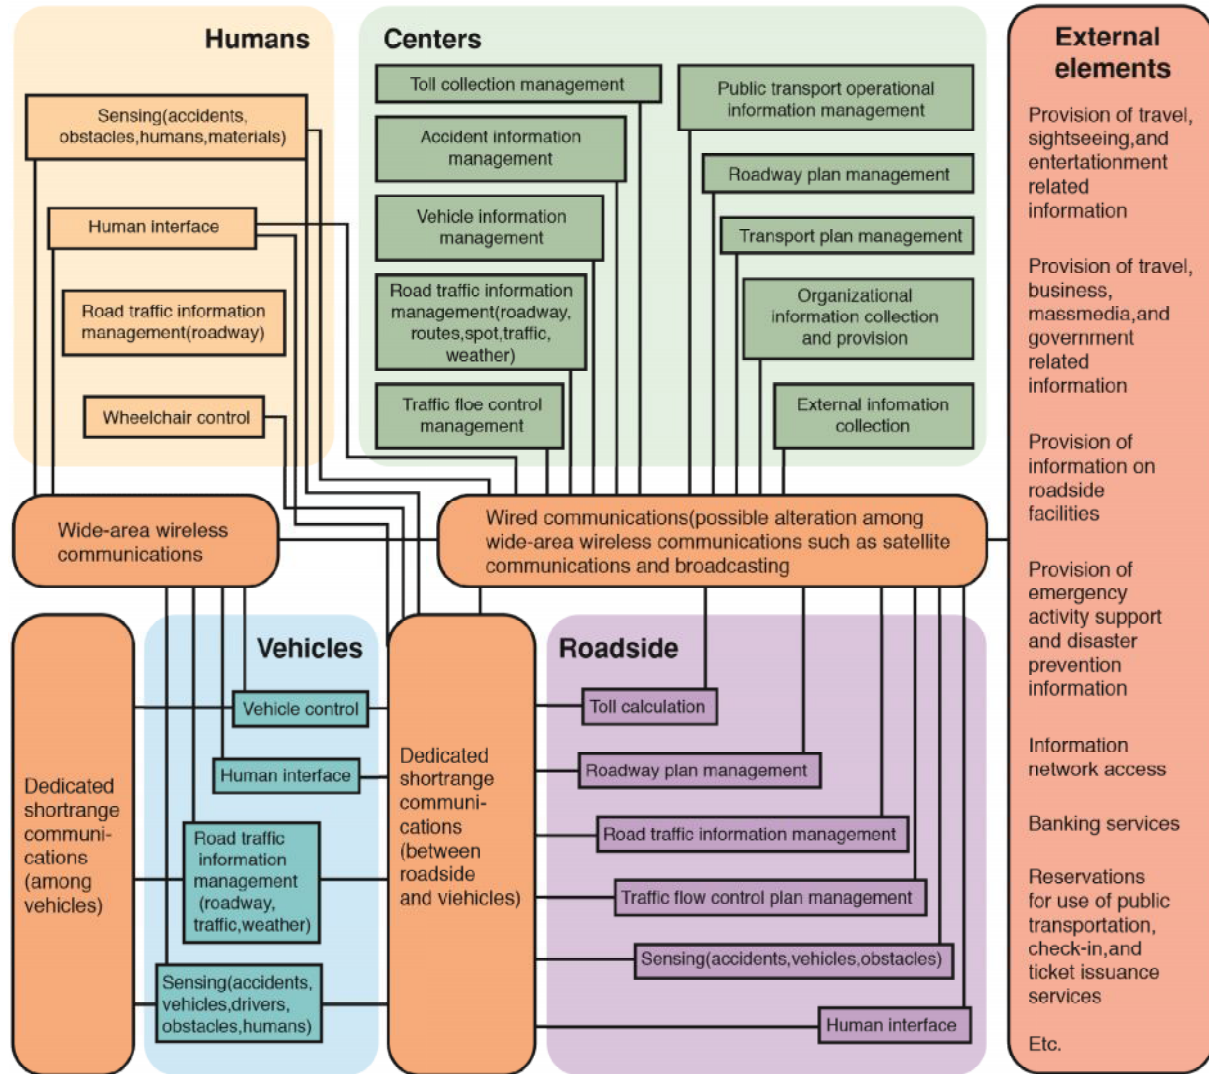 Humans
Sensing(accidents,
obstacles,humans,materials)
Human interface
Road traffic information
management(roadway)
Wheelchair control
Centers
Toll collection management
Accident information
management
Vehicle information
management
Road traffic information
management(roadway,
routes,spot,traffic,
weather)
Traffic floe control
management
Public transport operational
information management
Roadway plan management
Transport plan management
Organizational
information collection
and provision
External infomation
collection
Wide-area wireless
communications
Wired communications(possible alteration among
wide-area wireless communications such as satellite
communications and broadcasting
Dedicated
shortrange
communi-
cations
(among
vehicles)
Vehicles
Vehicle control
Human interface
Road traffic
information
management
(roadway,
traffic,weather)
Sensing(accidents,
vehicles,drivers,
obstacles,humans)
Dedicated
shortrange
communi-
cations
(between
roadside
and viehicles)
Roadside
Toll calculation
Roadway plan management
Road traffic information management
Traffic flow control plan management
Sensing(accidents,vehicles,obstacles)
Human interface
External
elements
Provision of travel,
sightseeing,and
entertationment
related
information
Provision of travel,
business,
massmedia,and
government
related
information
Provision of
information on
roadside
facilities
Provision of
emergency
activity support
and disaster
prevention
information
Information
network access
Banking services
Reservations
for use of public
transportation,
check-in,and
ticket issuance
services
Etc.